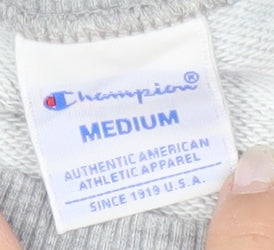 Champion®
MEDIUM
AUTHENTIC AMERICAN
ATHLETIC APPAREL
SINCE 1919 U.S.A.